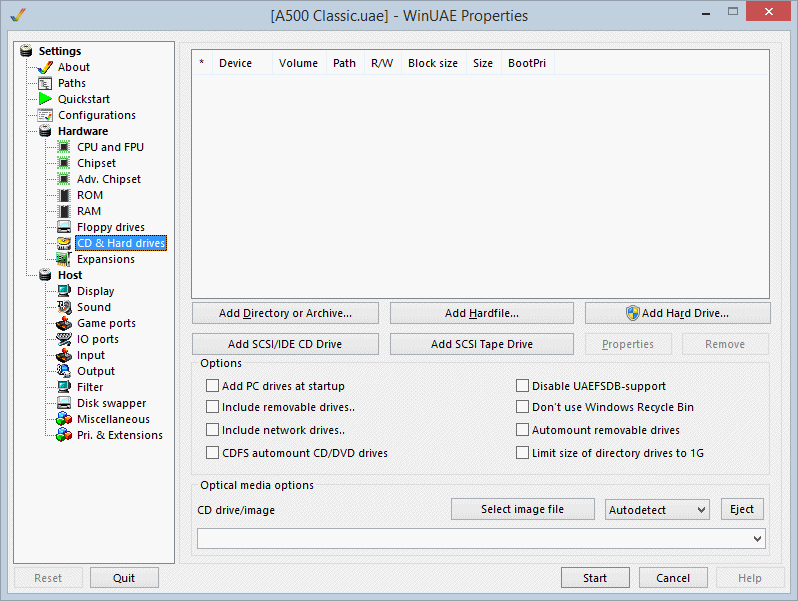 [A500 Classic.uae] - WinUAE Properties
Settings
About
Paths
Quickstart
Configurations
Hardware
CPU and FPU
Chipset
Adv. Chipset
ROM
RAM
Floppy drives
CD & Hard drives
Expansions
Host
Display
Sound
Game ports
IO ports
Input
Output
Filter
Disk swapper
Miscellaneous
Pri. & Extensions
* Device Volume Path R/W Block size Size BootPri
Add Directory or Archive... Add Hardfile... Add Hard Drive...
Add SCSI/IDE CD Drive Add SCSI Tape Drive Properties Remove
Options
Add PC drives at startup Disable UAEFSDB-support
Include removable drives.. Don't use Windows Recycle Bin
Include network drives.. Automount removable drives
CDFS automount CD/DVD drives Limit size of directory drives to 1G
Optical media options
CD drive/image Select image file Autodetect Eject
Reset Quit Start Cancel Help